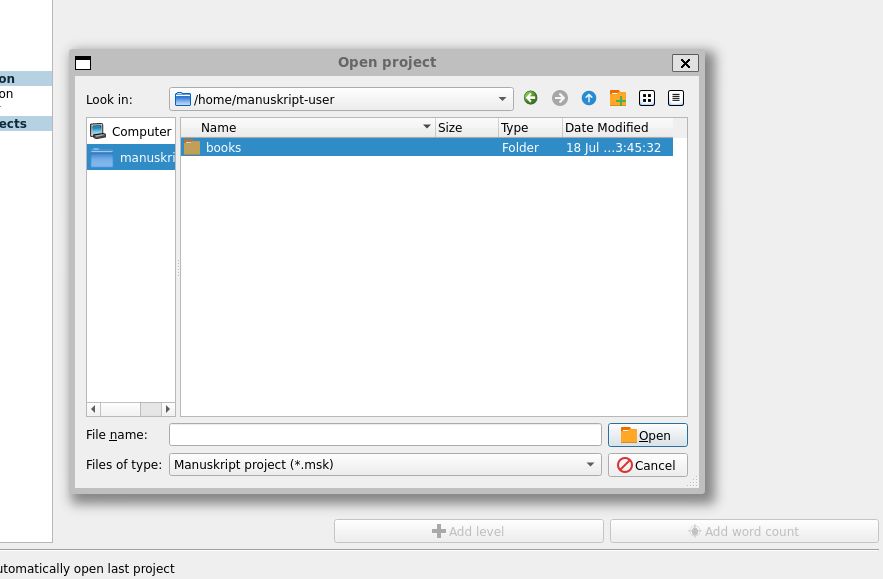 Open project
on
Look in: /home/manuskript-user
on
ects
Computer
manuskri
Name Size Type Date Modified
books Folder 18 Jul ...3:45:32
File name: Open
Files of type: Manuskript project (*.msk) Cancel
Add level Add word count
utomatically open last project